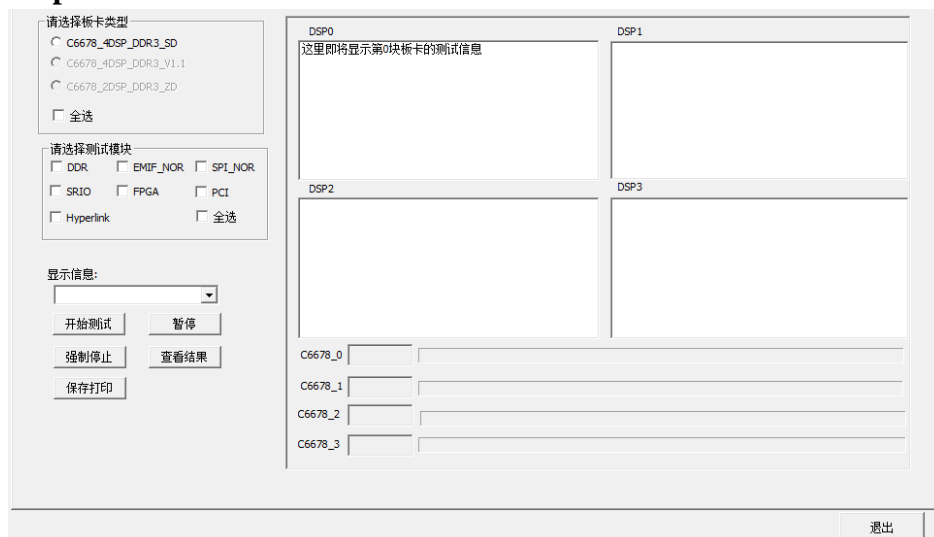 请选择板卡类型
C6678_4DSP_DDR3_SD
C6678_4DSP_DDR3_V1.1
C6678_2DSP_DDR3_ZD
全选
请选择测试模块
DDR EMIF_NOR SPI_NOR
SRIO FPGA PCI
Hyperlink 全选
显示信息:
开始测试 暂停
强制停止 查看结果
保存打印
DSP0 DSP1
这里即将显示第0块板卡的测试信息
DSP2 DSP3
C6678_0
C6678_1
C6678_2
C6678_3
退出